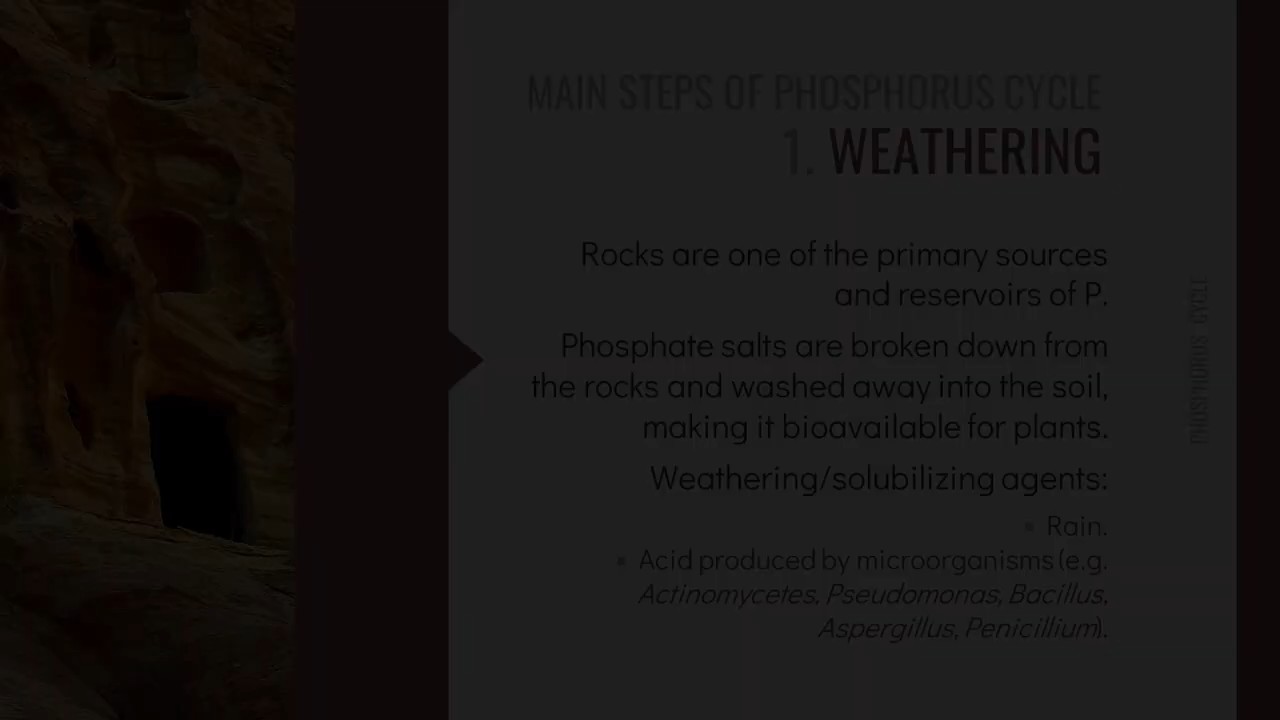 MAIN STEPS OF PHOSPHORUS CYCLE
1. WEATHERING
Rocks are one of the primary sources
and reservoirs of P.
Phosphate salts are broken down from
the rocks and washed away into the soil,
making it bioavailable for plants.
Weathering/solubilizing agents:
▪ Rain.
▪ Acid produced by microorganisms (e.g.
Actinomycetes, Pseudomonas, Bacillus,
Aspergillus, Penicillium).
PHOSPHORUS CYCLE